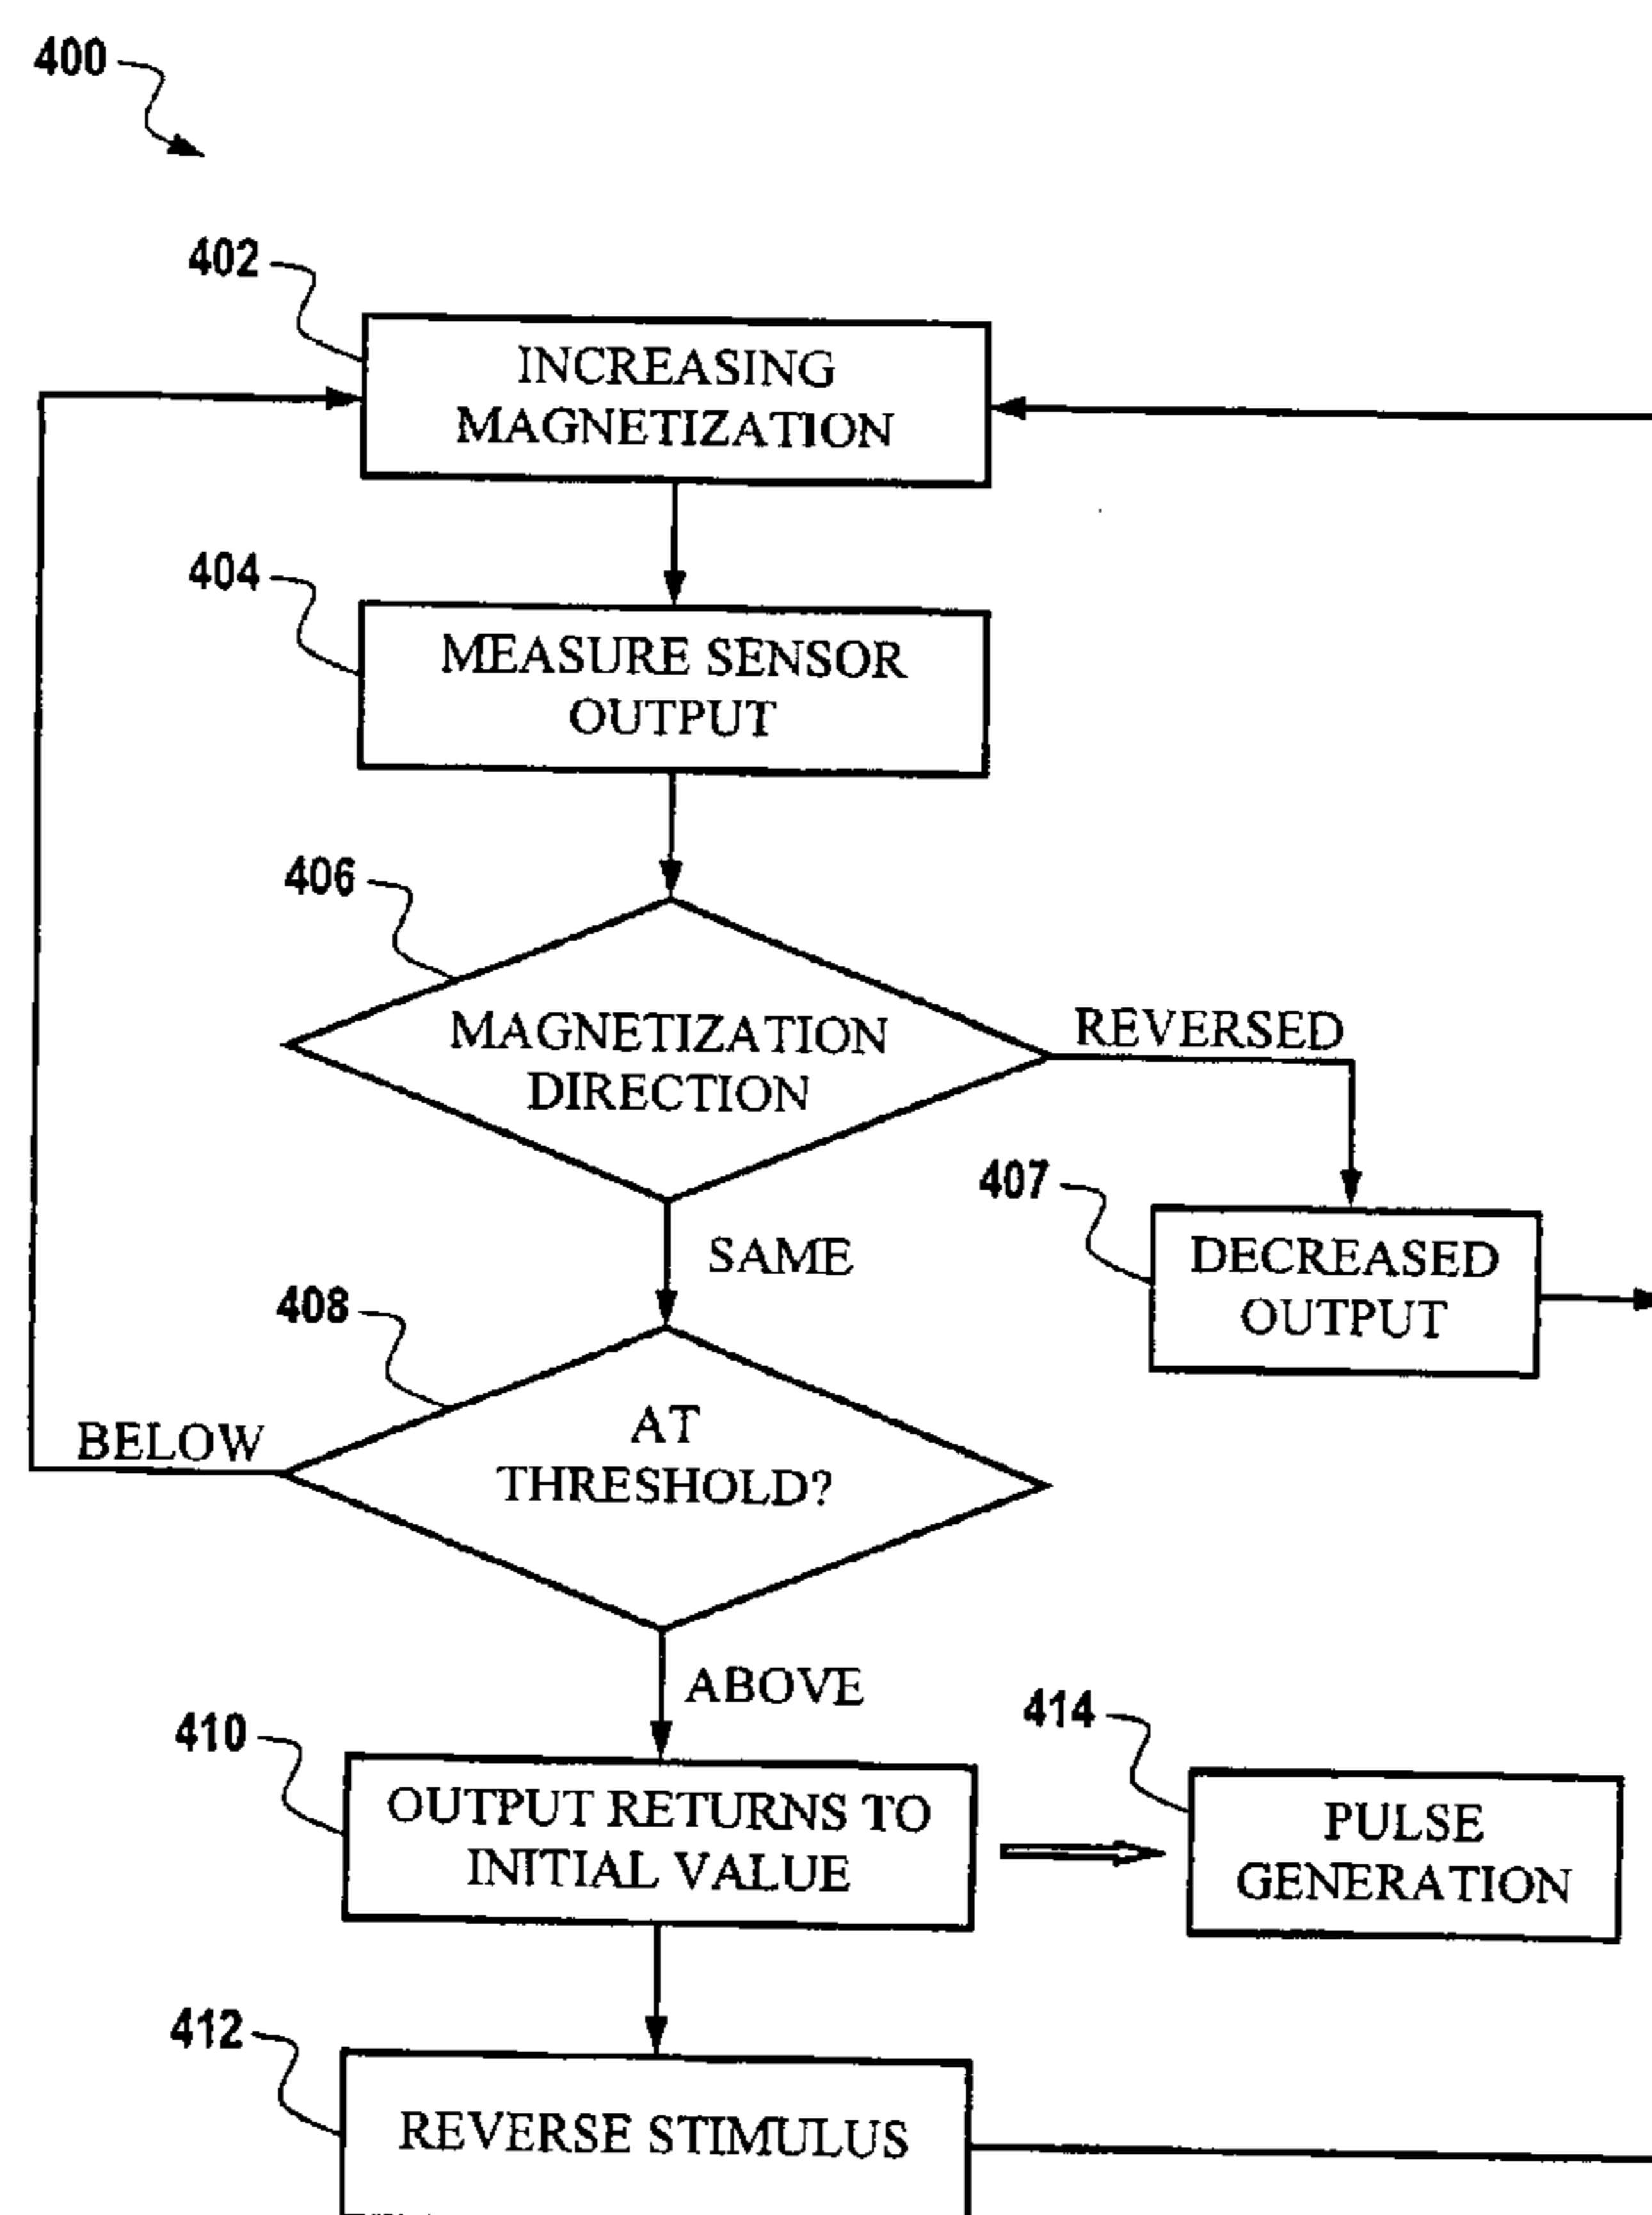 400
402
INCREASING
MAGNETIZATION
404
MEASURE SENSOR
OUTPUT
406
MAGNETIZATION
DIRECTION
REVERSED
407
DECREASED
OUTPUT
SAME
408
AT
THRESHOLD?
BELOW
ABOVE
410
OUTPUT RETURNS TO
INITIAL VALUE
414
PULSE
GENERATION
412
REVERSE STIMULUS